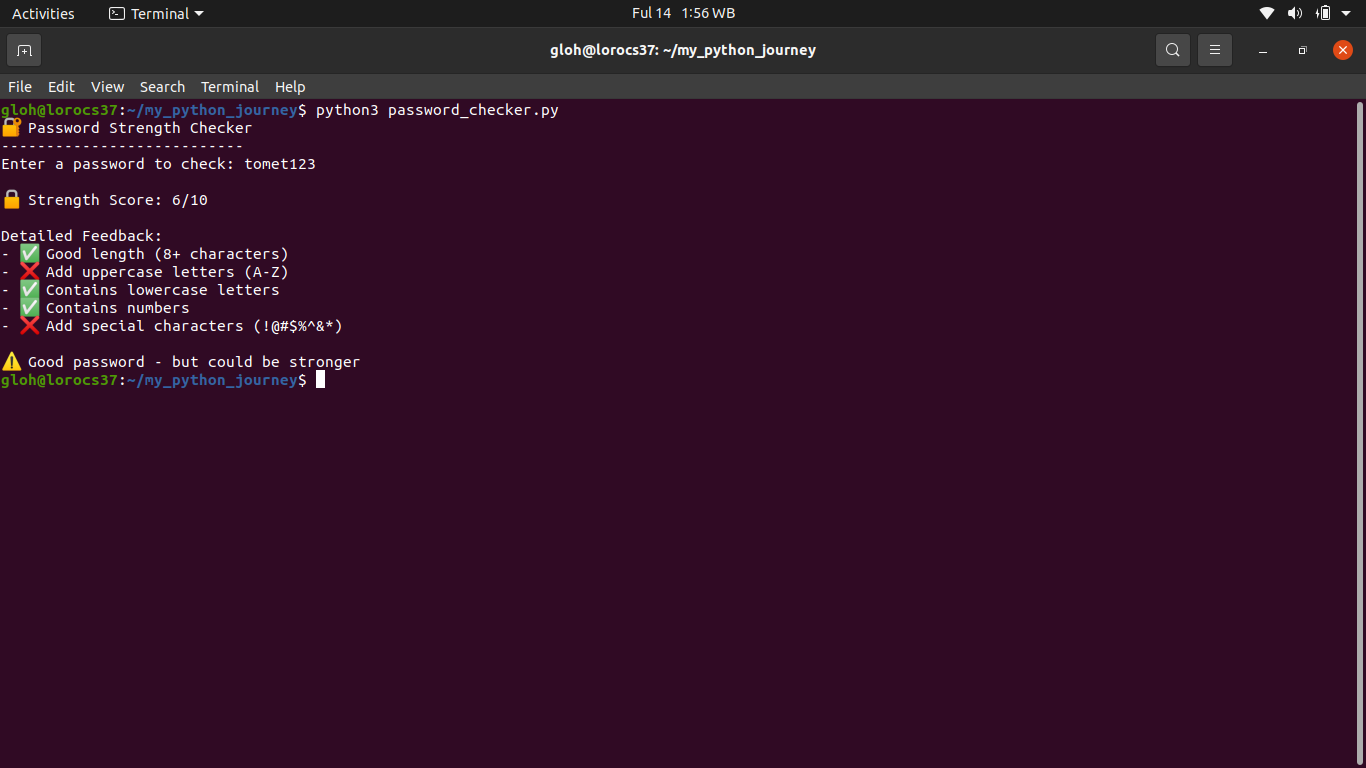 Activities Terminal Ful 14 1:56 WB
gloh@lorocs37: ~/my_python_journey
File Edit View Search Terminal Help
gloh@lorocs37:~/my_python_journey$ python3 password_checker.py
🔐 Password Strength Checker
---------------------------
Enter a password to check: tomet123
🔒 Strength Score: 6/10
Detailed Feedback:
- ✅ Good length (8+ characters)
- ❌ Add uppercase letters (A-Z)
- ✅ Contains lowercase letters
- ✅ Contains numbers
- ❌ Add special characters (!@#$%^&*)
⚠️ Good password - but could be stronger
gloh@lorocs37:~/my_python_journey$